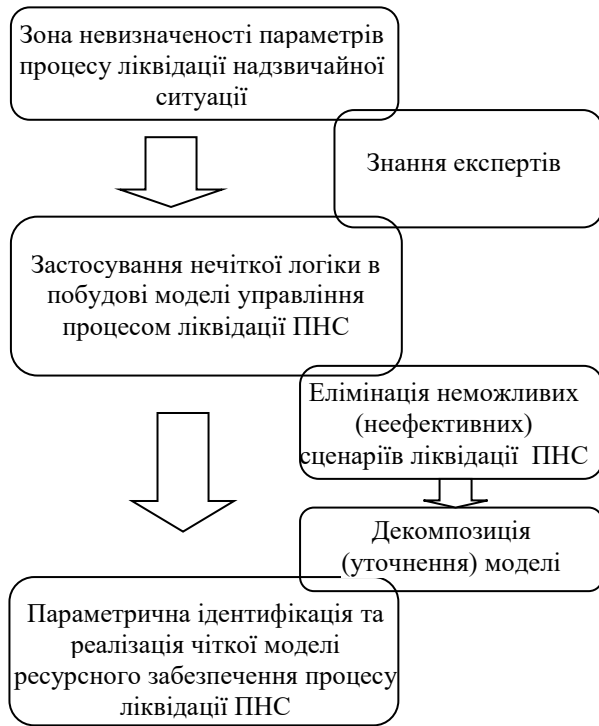 Зона невизначеності параметрів
процесу ліквідації надзвичайної
ситуації
Знання експертів
Застосування нечіткої логіки в
побудові моделі управління
процесом ліквідації ПНС
Елімінація неможливих
(неефективних)
сценаріїв ліквідації ПНС
Декомпозиція
(уточнення) моделі
Параметрична ідентифікація та
реалізація чіткої моделі
ресурсного забезпечення процесу
ліквідації ПНС